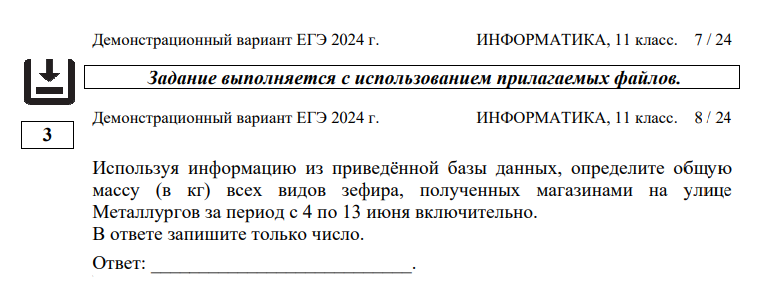 Демонстрационный вариант ЕГЭ 2024 г. ИНФОРМАТИКА, 11 класс. 7 / 24
Задание выполняется с использованием прилагаемых файлов.
Демонстрационный вариант ЕГЭ 2024 г. ИНФОРМАТИКА, 11 класс. 8 / 24
3
Используя информацию из приведённой базы данных, определите общую
массу (в кг) всех видов зефира, полученных магазинами на улице
Металлургов за период с 4 по 13 июня включительно.
В ответе запишите только число.
Ответ: ___________________________.